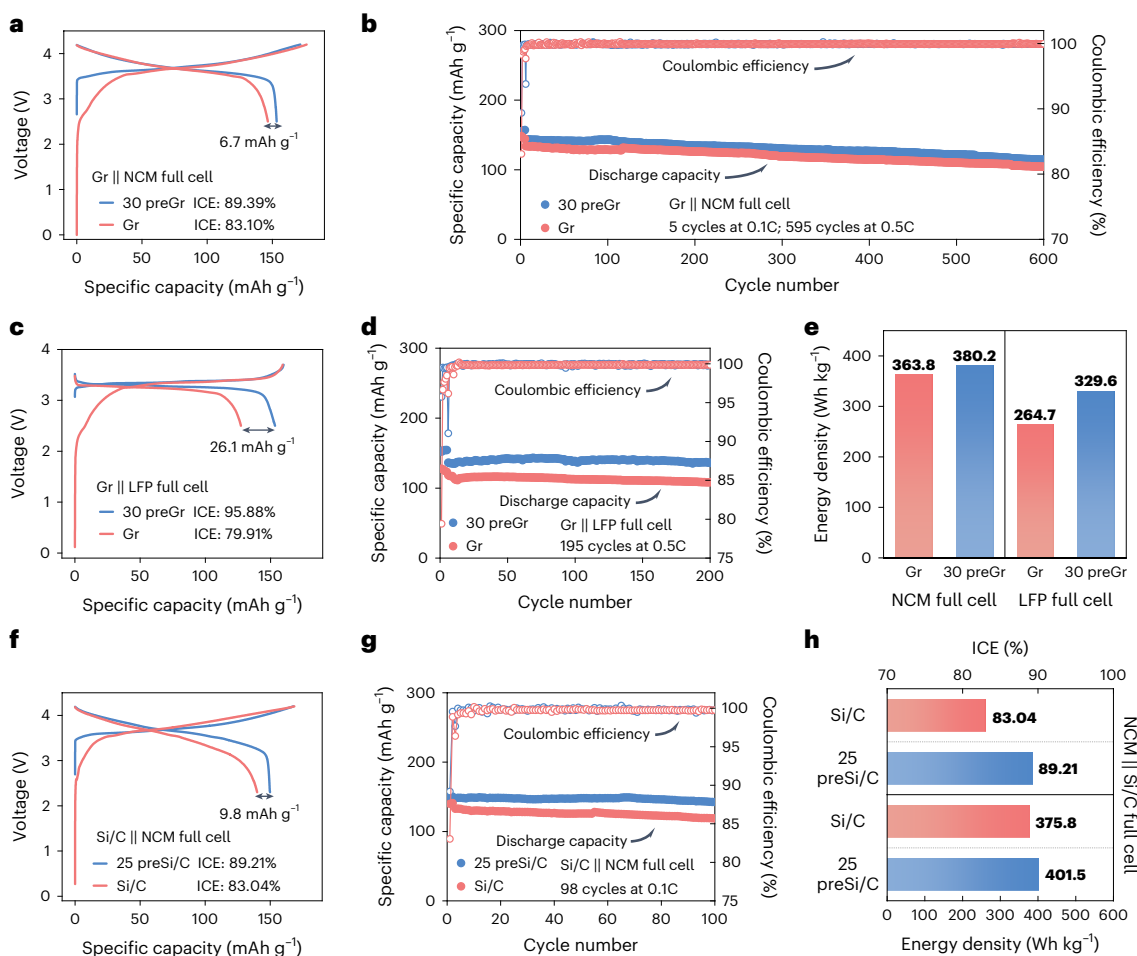 a
Voltage (V)
4
3
2
1
0
6.7 mAh g⁻¹
Gr || NCM full cell
30 preGr ICE: 89.39%
Gr ICE: 83.10%
0 50 100 150
Specific capacity (mAh g⁻¹)
b
Specific capacity (mAh g⁻¹)
300
200
100
0
Coulombic efficiency
Discharge capacity
30 preGr Gr || NCM full cell
Gr 5 cycles at 0.1C; 595 cycles at 0.5C
100
90
80
70
Coulombic efficiency (%)
0 100 200 300 400 500 600
Cycle number
c
Voltage (V)
4
3
2
1
0
26.1 mAh g⁻¹
Gr || LFP full cell
30 preGr ICE: 95.88%
Gr ICE: 79.91%
0 50 100 150
Specific capacity (mAh g⁻¹)
d
Specific capacity (mAh g⁻¹)
300
200
100
0
Coulombic efficiency
Discharge capacity
30 preGr Gr || LFP full cell
Gr 195 cycles at 0.5C
100
95
90
85
80
75
Coulombic efficiency (%)
0 50 100 150 200
Cycle number
e
Energy density (Wh kg⁻¹)
400
300
200
100
0
363.8 380.2 264.7 329.6
Gr 30 preGr Gr 30 preGr
NCM full cell LFP full cell
f
Voltage (V)
4
3
2
1
0
9.8 mAh g⁻¹
Si/C || NCM full cell
25 preSi/C ICE: 89.21%
Si/C ICE: 83.04%
0 50 100 150
Specific capacity (mAh g⁻¹)
g
Specific capacity (mAh g⁻¹)
300
200
100
0
Coulombic efficiency
Discharge capacity
25 preSi/C Si/C || NCM full cell
Si/C 98 cycles at 0.1C
100
95
90
85
80
75
Coulombic efficiency (%)
0 20 40 60 80 100
Cycle number
h
ICE (%)
70 80 90 100
Si/C 83.04
25
preSi/C 89.21
Si/C 375.8
25
preSi/C 401.5
NCM || Si/C full cell
0 100 200 300 400 500 600
Energy density (Wh kg⁻¹)